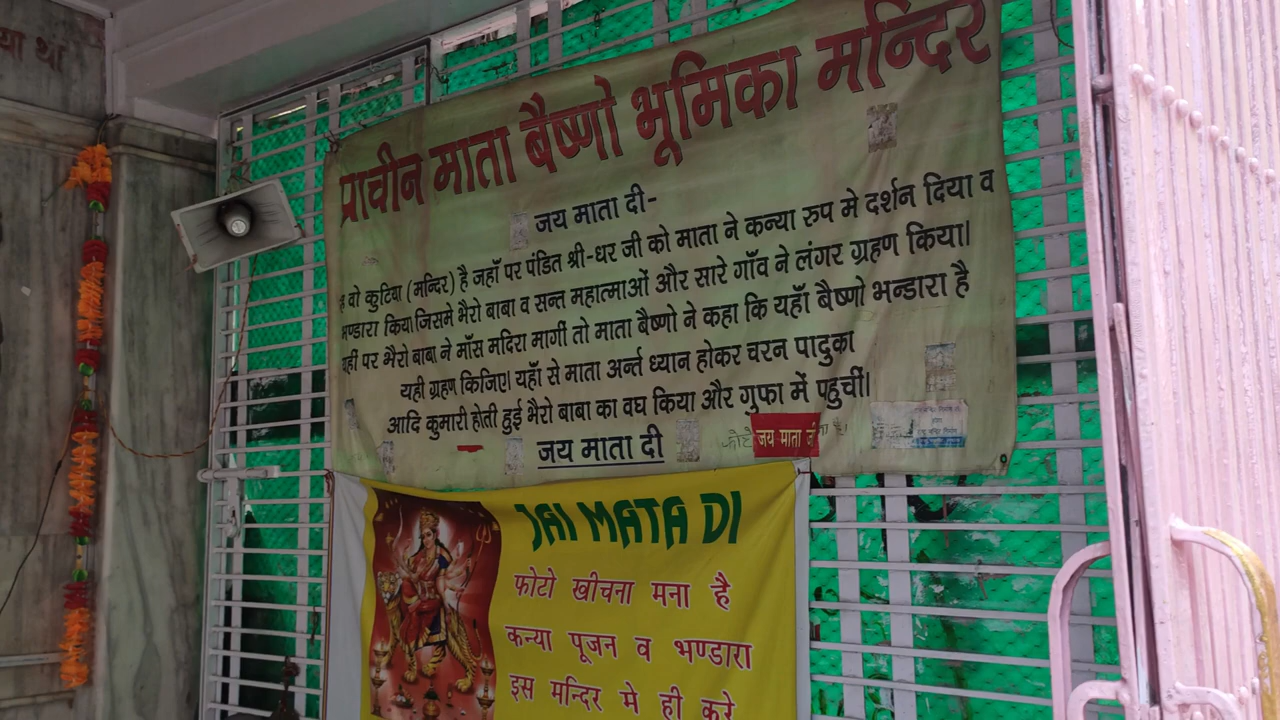 या था
प्राचीन माता बैष्णो भूमिका मन्दिर
जय माता दी-
वो कुटिया (मन्दिर) है जहाँ पर पंडित श्री-धर जी को माता ने कन्या रुप मे दर्शन दिया व
भण्डारा किया।जिसमे भैरो बाबा व सन्त महात्माओं और सारे गाँव ने लंगर ग्रहण किया।
यहीं पर भैरो बाबा ने माँस मदिरा मागीं तो माता बैष्णो ने कहा कि यहाँ बैष्णो भन्डारा है
यही ग्रहण किजिए। यहाँ से माता अर्न्त ध्यान होकर चरन पादुका
आदि कुमारी होती हुई भैरो बाबा का वघ किया और गुफा में पहुचीं।
जय माता दी
फोटो जय माता
JAI MATA DI
फोटो खीचना मना है
कन्या पूजन व भण्डारा
इस मन्दिर मे ही करे